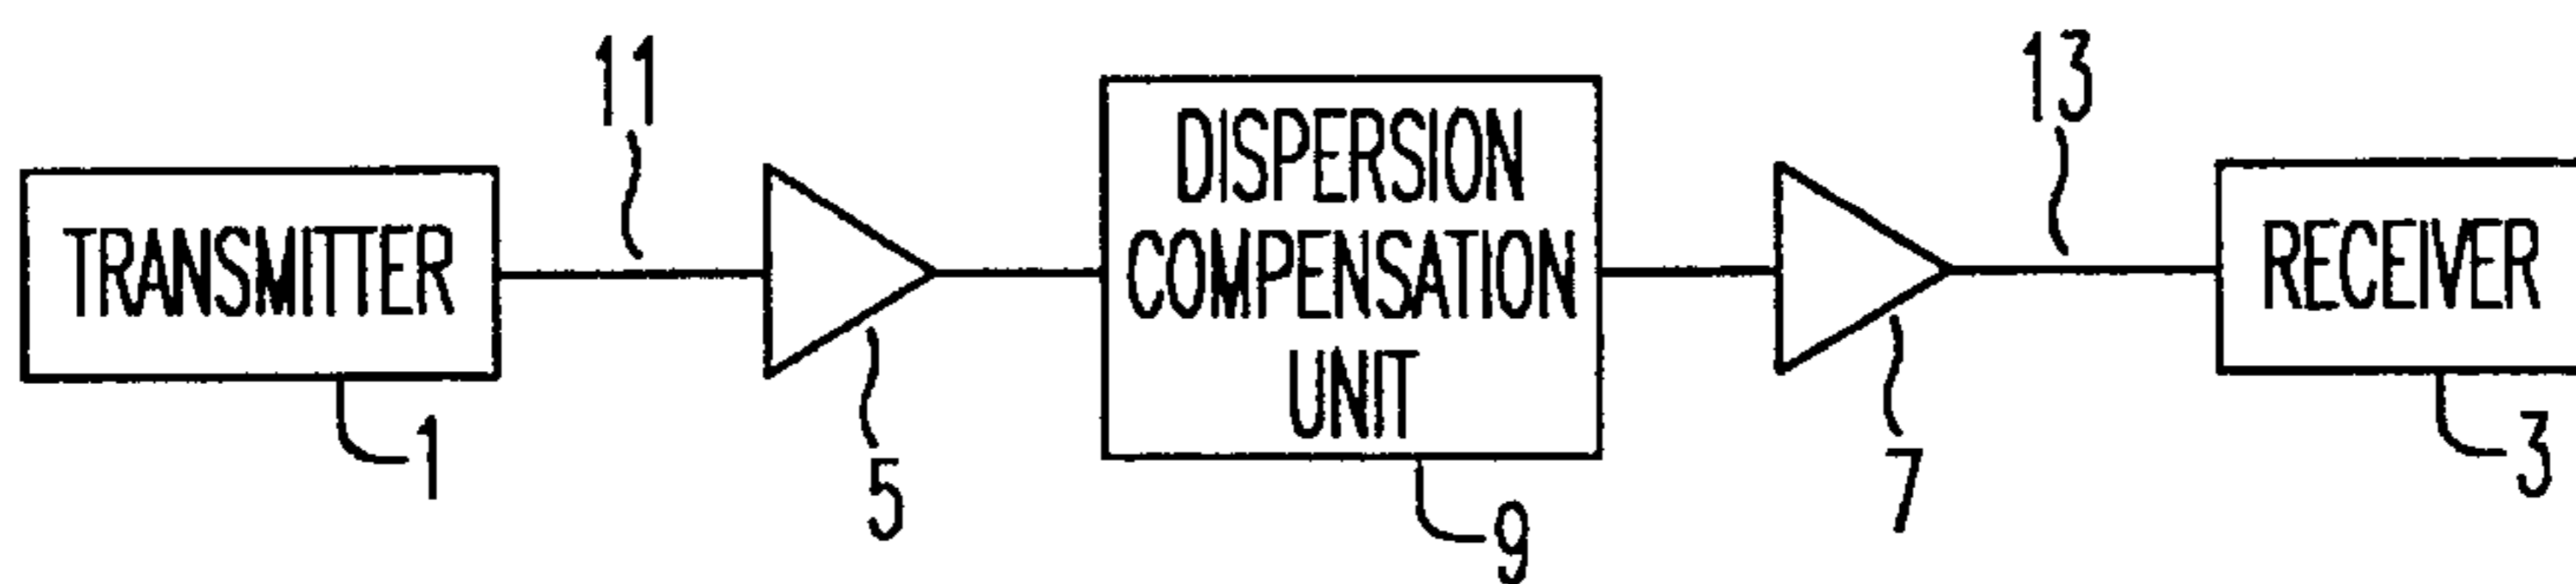 11
13
TRANSMITTER
DISPERSION
COMPENSATION
UNIT
RECEIVER
1
5
9
7
3